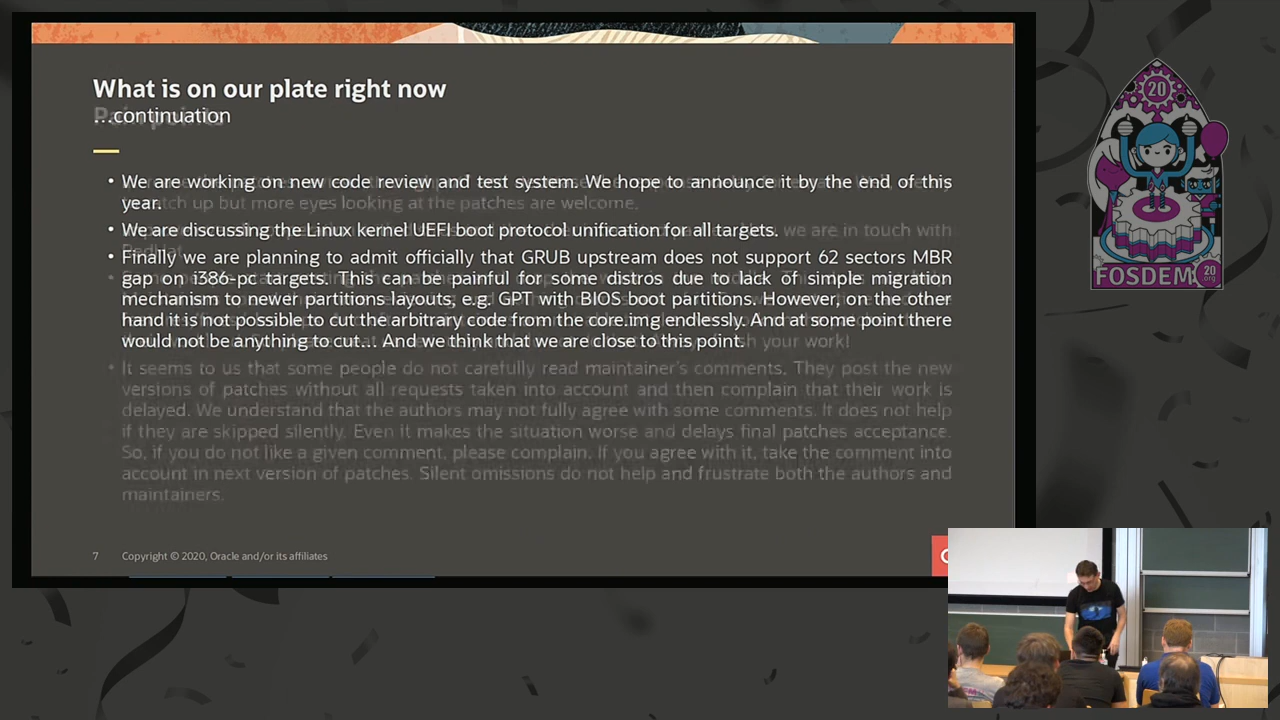 What is on our plate right now
...continuation
• We are working on new code review and test system. We hope to announce it by the end of this
year.
• We are discussing the Linux kernel UEFI boot protocol unification for all targets.
• Finally we are planning to admit officially that GRUB upstream does not support 62 sectors MBR
gap on i386-pc targets. This can be painful for some distros due to lack of simple migration
mechanism to newer partitions layouts, e.g. GPT with BIOS boot partitions. However, on the other
hand it is not possible to cut the arbitrary code from the core.img endlessly. And at some point there
would not be anything to cut... And we think that we are close to this point.
• It seems to us that some people do not carefully read maintainer's comments. They post the new
versions of patches without all requests taken into account and then complain that their work is
delayed. We understand that the authors may not fully agree with some comments. It does not help
if they are skipped silently. Even it makes the situation worse and delays final patches acceptance.
So, if you do not like a given comment, please complain. If you agree with it, take the comment into
account in next version of patches. Silent omissions do not help and frustrate both the authors and
maintainers.
7 Copyright © 2020, Oracle and/or its affiliates
20
FOSDEM 20
.org